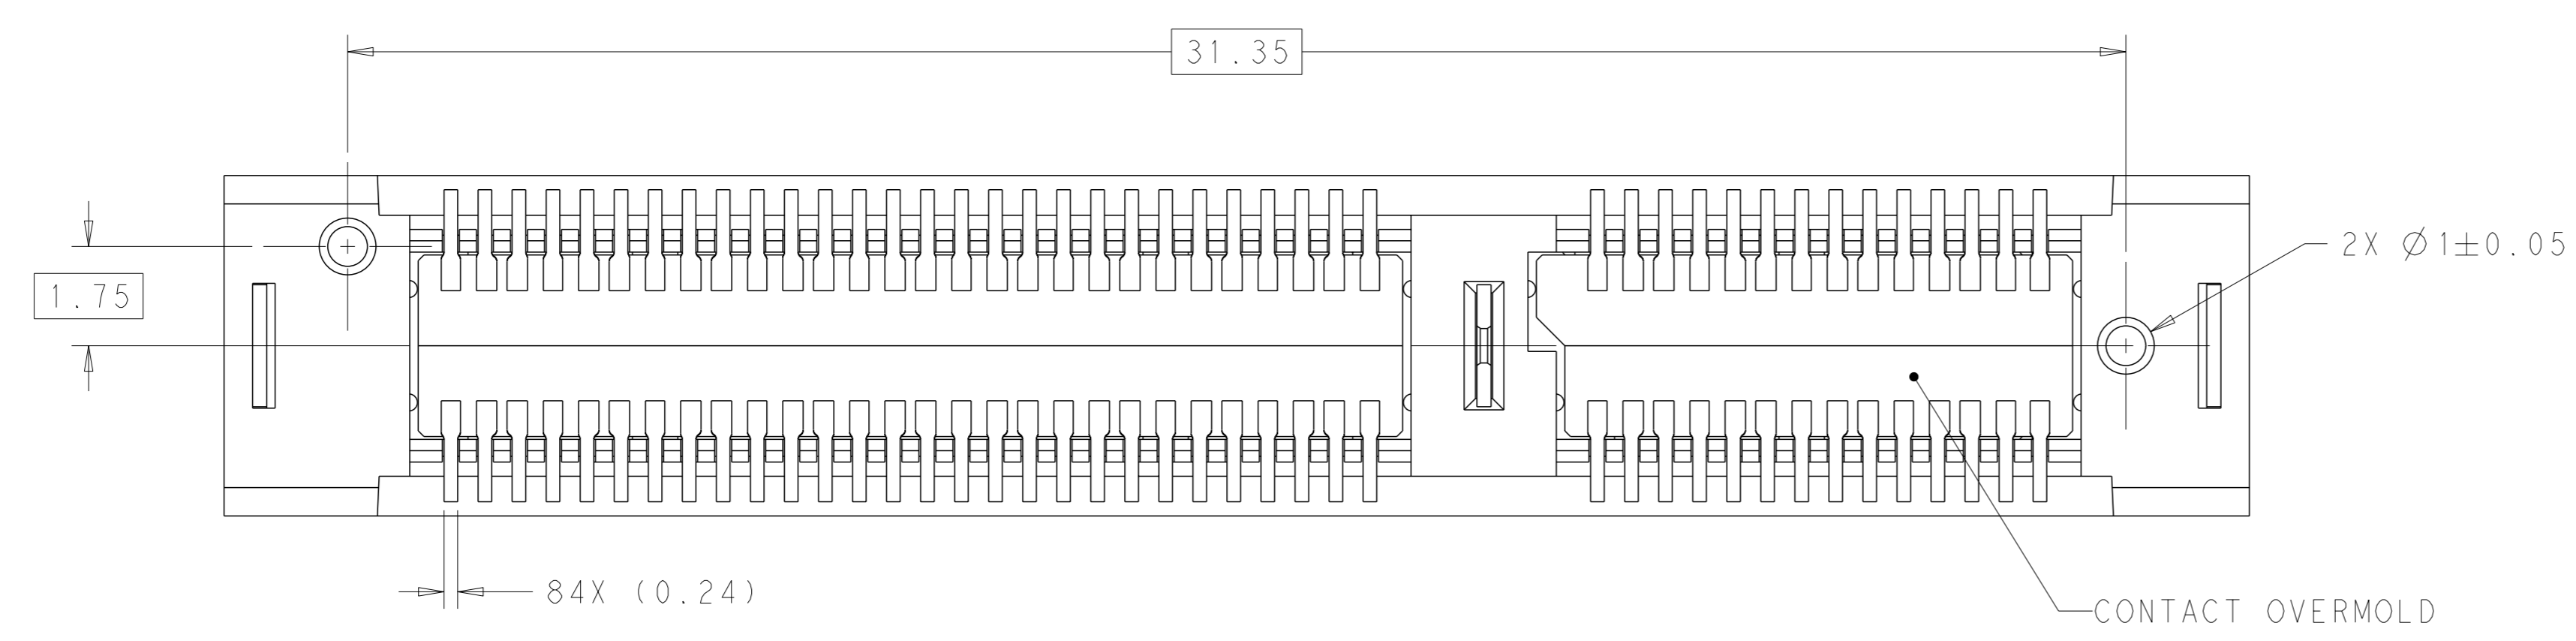 31.35
2X Ø1±0.05
1.75
84X (0.24)
CONTACT OVERMOLD